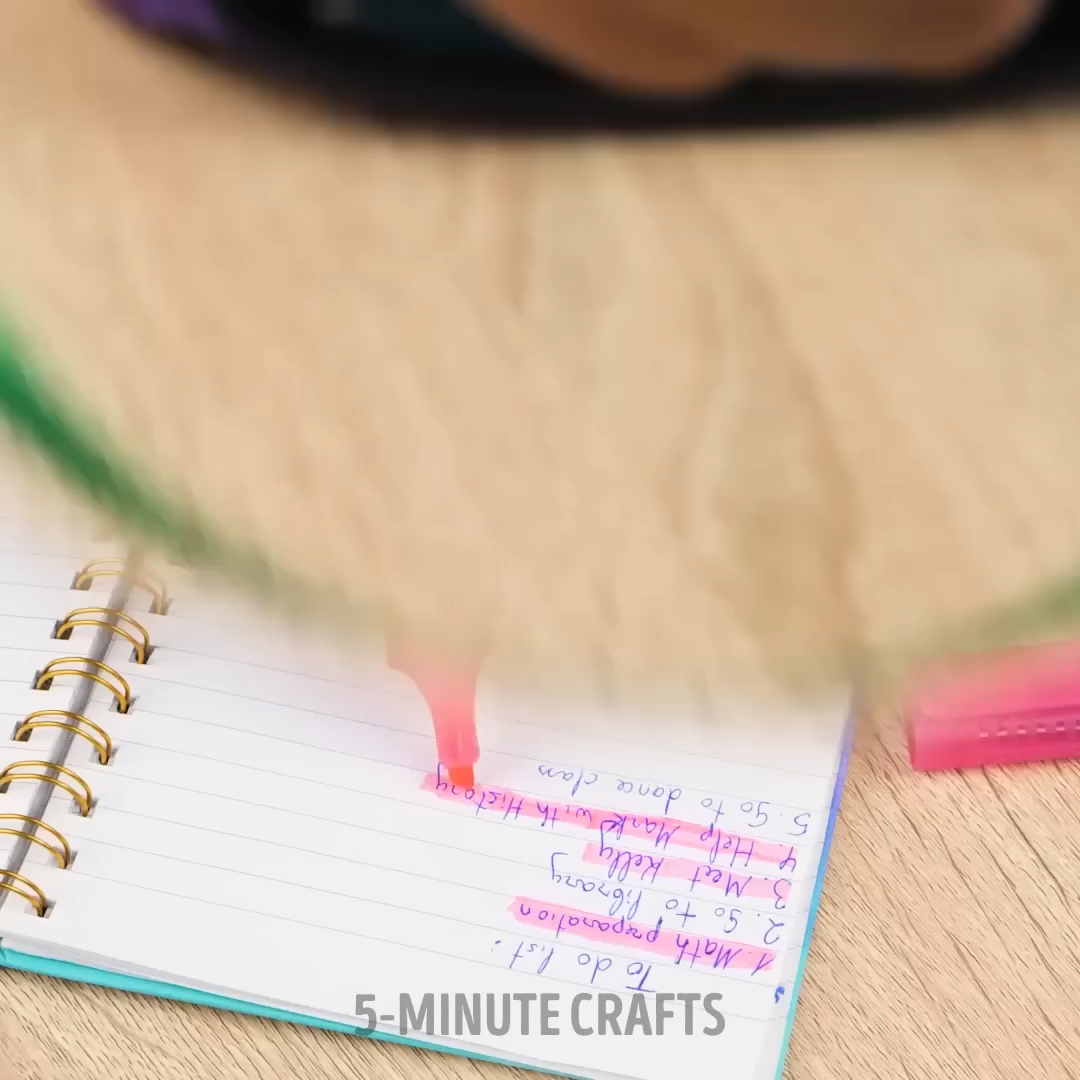 To do list:
1. Math preparation
2. Go to library
3. Meet Kelly
4. Help Mark with History
5. Go to dance class
5-MINUTE CRAFTS